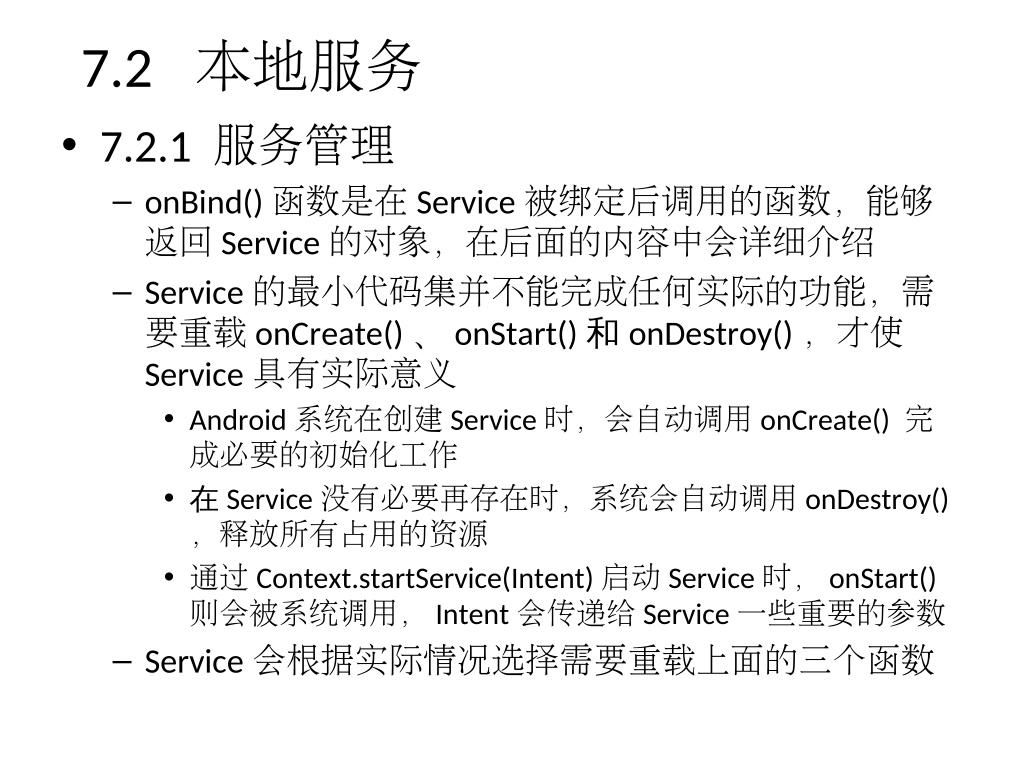 7.2 本地服务
• 7.2.1 服务管理
– onBind() 函数是在 Service 被绑定后调用的函数，能够
返回 Service 的对象，在后面的内容中会详细介绍
– Service 的最小代码集并不能完成任何实际的功能，需
要重载 onCreate() 、 onStart() 和 onDestroy() ，才使
Service 具有实际意义
• Android 系统在创建 Service 时，会自动调用 onCreate() 完
成必要的初始化工作
• 在 Service 没有必要再存在时，系统会自动调用 onDestroy()
，释放所有占用的资源
• 通过 Context.startService(Intent) 启动 Service 时， onStart()
则会被系统调用， Intent 会传递给 Service 一些重要的参数
– Service 会根据实际情况选择需要重载上面的三个函数